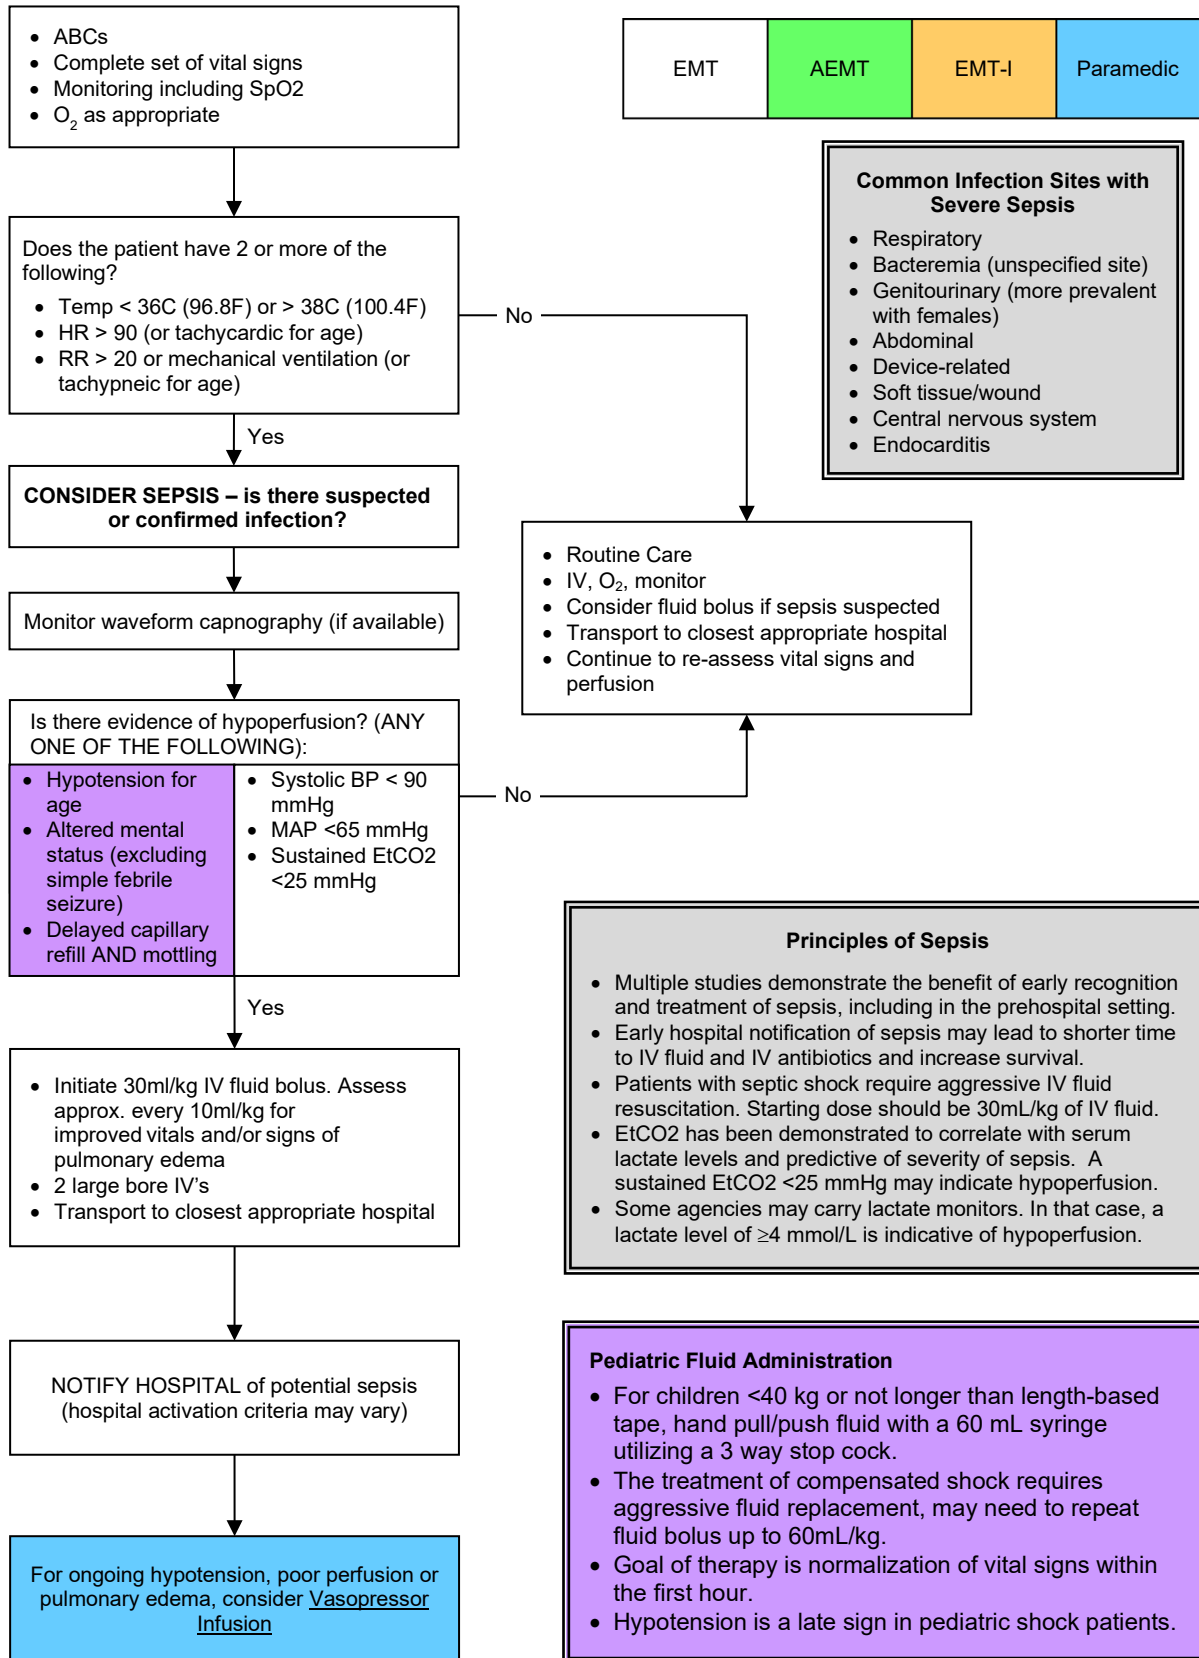 • ABCs
• Complete set of vital signs
• Monitoring including SpO2
• O₂ as appropriate
EMT
AEMT
EMT-I
Paramedic
Common Infection Sites with
Severe Sepsis
• Respiratory
• Bacteremia (unspecified site)
• Genitourinary (more prevalent
with females)
• Abdominal
• Device-related
• Soft tissue/wound
• Central nervous system
• Endocarditis
Does the patient have 2 or more of the
following?
• Temp < 36C (96.8F) or > 38C (100.4F)
• HR > 90 (or tachycardic for age)
• RR > 20 or mechanical ventilation (or
tachypneic for age)
No
Yes
CONSIDER SEPSIS – is there suspected
or confirmed infection?
• Routine Care
• IV, O₂, monitor
• Consider fluid bolus if sepsis suspected
• Transport to closest appropriate hospital
• Continue to re-assess vital signs and
perfusion
Monitor waveform capnography (if available)
Is there evidence of hypoperfusion? (ANY
ONE OF THE FOLLOWING):
• Hypotension for
age
• Altered mental
status (excluding
simple febrile
seizure)
• Delayed capillary
refill AND mottling
• Systolic BP < 90
mmHg
• MAP <65 mmHg
• Sustained EtCO2
<25 mmHg
No
Yes
Principles of Sepsis
• Multiple studies demonstrate the benefit of early recognition
and treatment of sepsis, including in the prehospital setting.
• Early hospital notification of sepsis may lead to shorter time
to IV fluid and IV antibiotics and increase survival.
• Patients with septic shock require aggressive IV fluid
resuscitation. Starting dose should be 30mL/kg of IV fluid.
• EtCO2 has been demonstrated to correlate with serum
lactate levels and predictive of severity of sepsis. A
sustained EtCO2 <25 mmHg may indicate hypoperfusion.
• Some agencies may carry lactate monitors. In that case, a
lactate level of ≥4 mmol/L is indicative of hypoperfusion.
• Initiate 30ml/kg IV fluid bolus. Assess
approx. every 10ml/kg for
improved vitals and/or signs of
pulmonary edema
• 2 large bore IV's
• Transport to closest appropriate hospital
NOTIFY HOSPITAL of potential sepsis
(hospital activation criteria may vary)
Pediatric Fluid Administration
• For children <40 kg or not longer than length-based
tape, hand pull/push fluid with a 60 mL syringe
utilizing a 3 way stop cock.
• The treatment of compensated shock requires
aggressive fluid replacement, may need to repeat
fluid bolus up to 60mL/kg.
• Goal of therapy is normalization of vital signs within
the first hour.
• Hypotension is a late sign in pediatric shock patients.
For ongoing hypotension, poor perfusion or
pulmonary edema, consider Vasopressor
Infusion